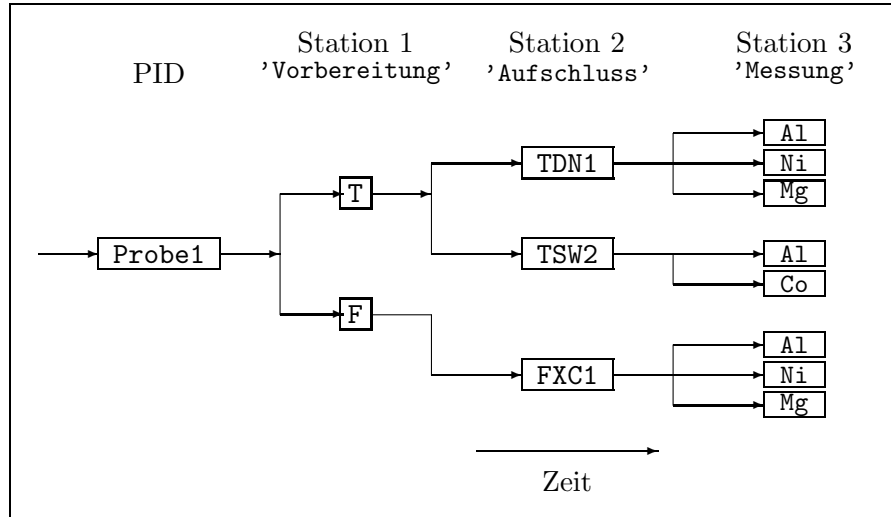 PID
Station 1
'Vorbereitung'
Station 2
'Aufschluss'
Station 3
'Messung'
Probe1
T
F
TDN1
TSW2
FXC1
Al
Ni
Mg
Al
Co
Al
Ni
Mg
Zeit